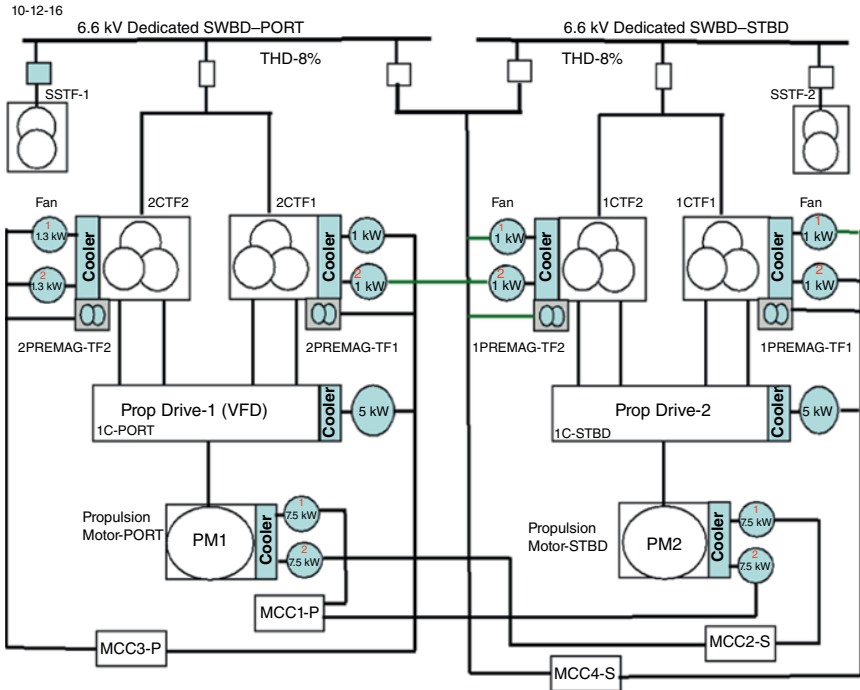 10-12-16
6.6 kV Dedicated SWBD–PORT
6.6 kV Dedicated SWBD–STBD
THD-8%
THD-8%
SSTF-1
SSTF-2
Fan
2CTF2
2CTF1
Fan
1CTF2
1CTF1
Fan
1
1.3 kW
Cooler
Cooler
1 kW
1
1 kW
Cooler
Cooler
1
1 kW
2
1.3 kW
2
1 kW
2
1 kW
2
1 kW
2PREMAG-TF2
2PREMAG-TF1
1PREMAG-TF2
1PREMAG-TF1
Prop Drive-1 (VFD)
1C-PORT
Cooler
5 kW
Prop Drive-2
1C-STBD
Cooler
5 kW
Propulsion
Motor-PORT
PM1
Cooler
1
7.5 kW
2
7.5 kW
Propulsion
Motor-STBD
PM2
Cooler
1
7.5 kW
2
7.5 kW
MCC1-P
MCC2-S
MCC3-P
MCC4-S